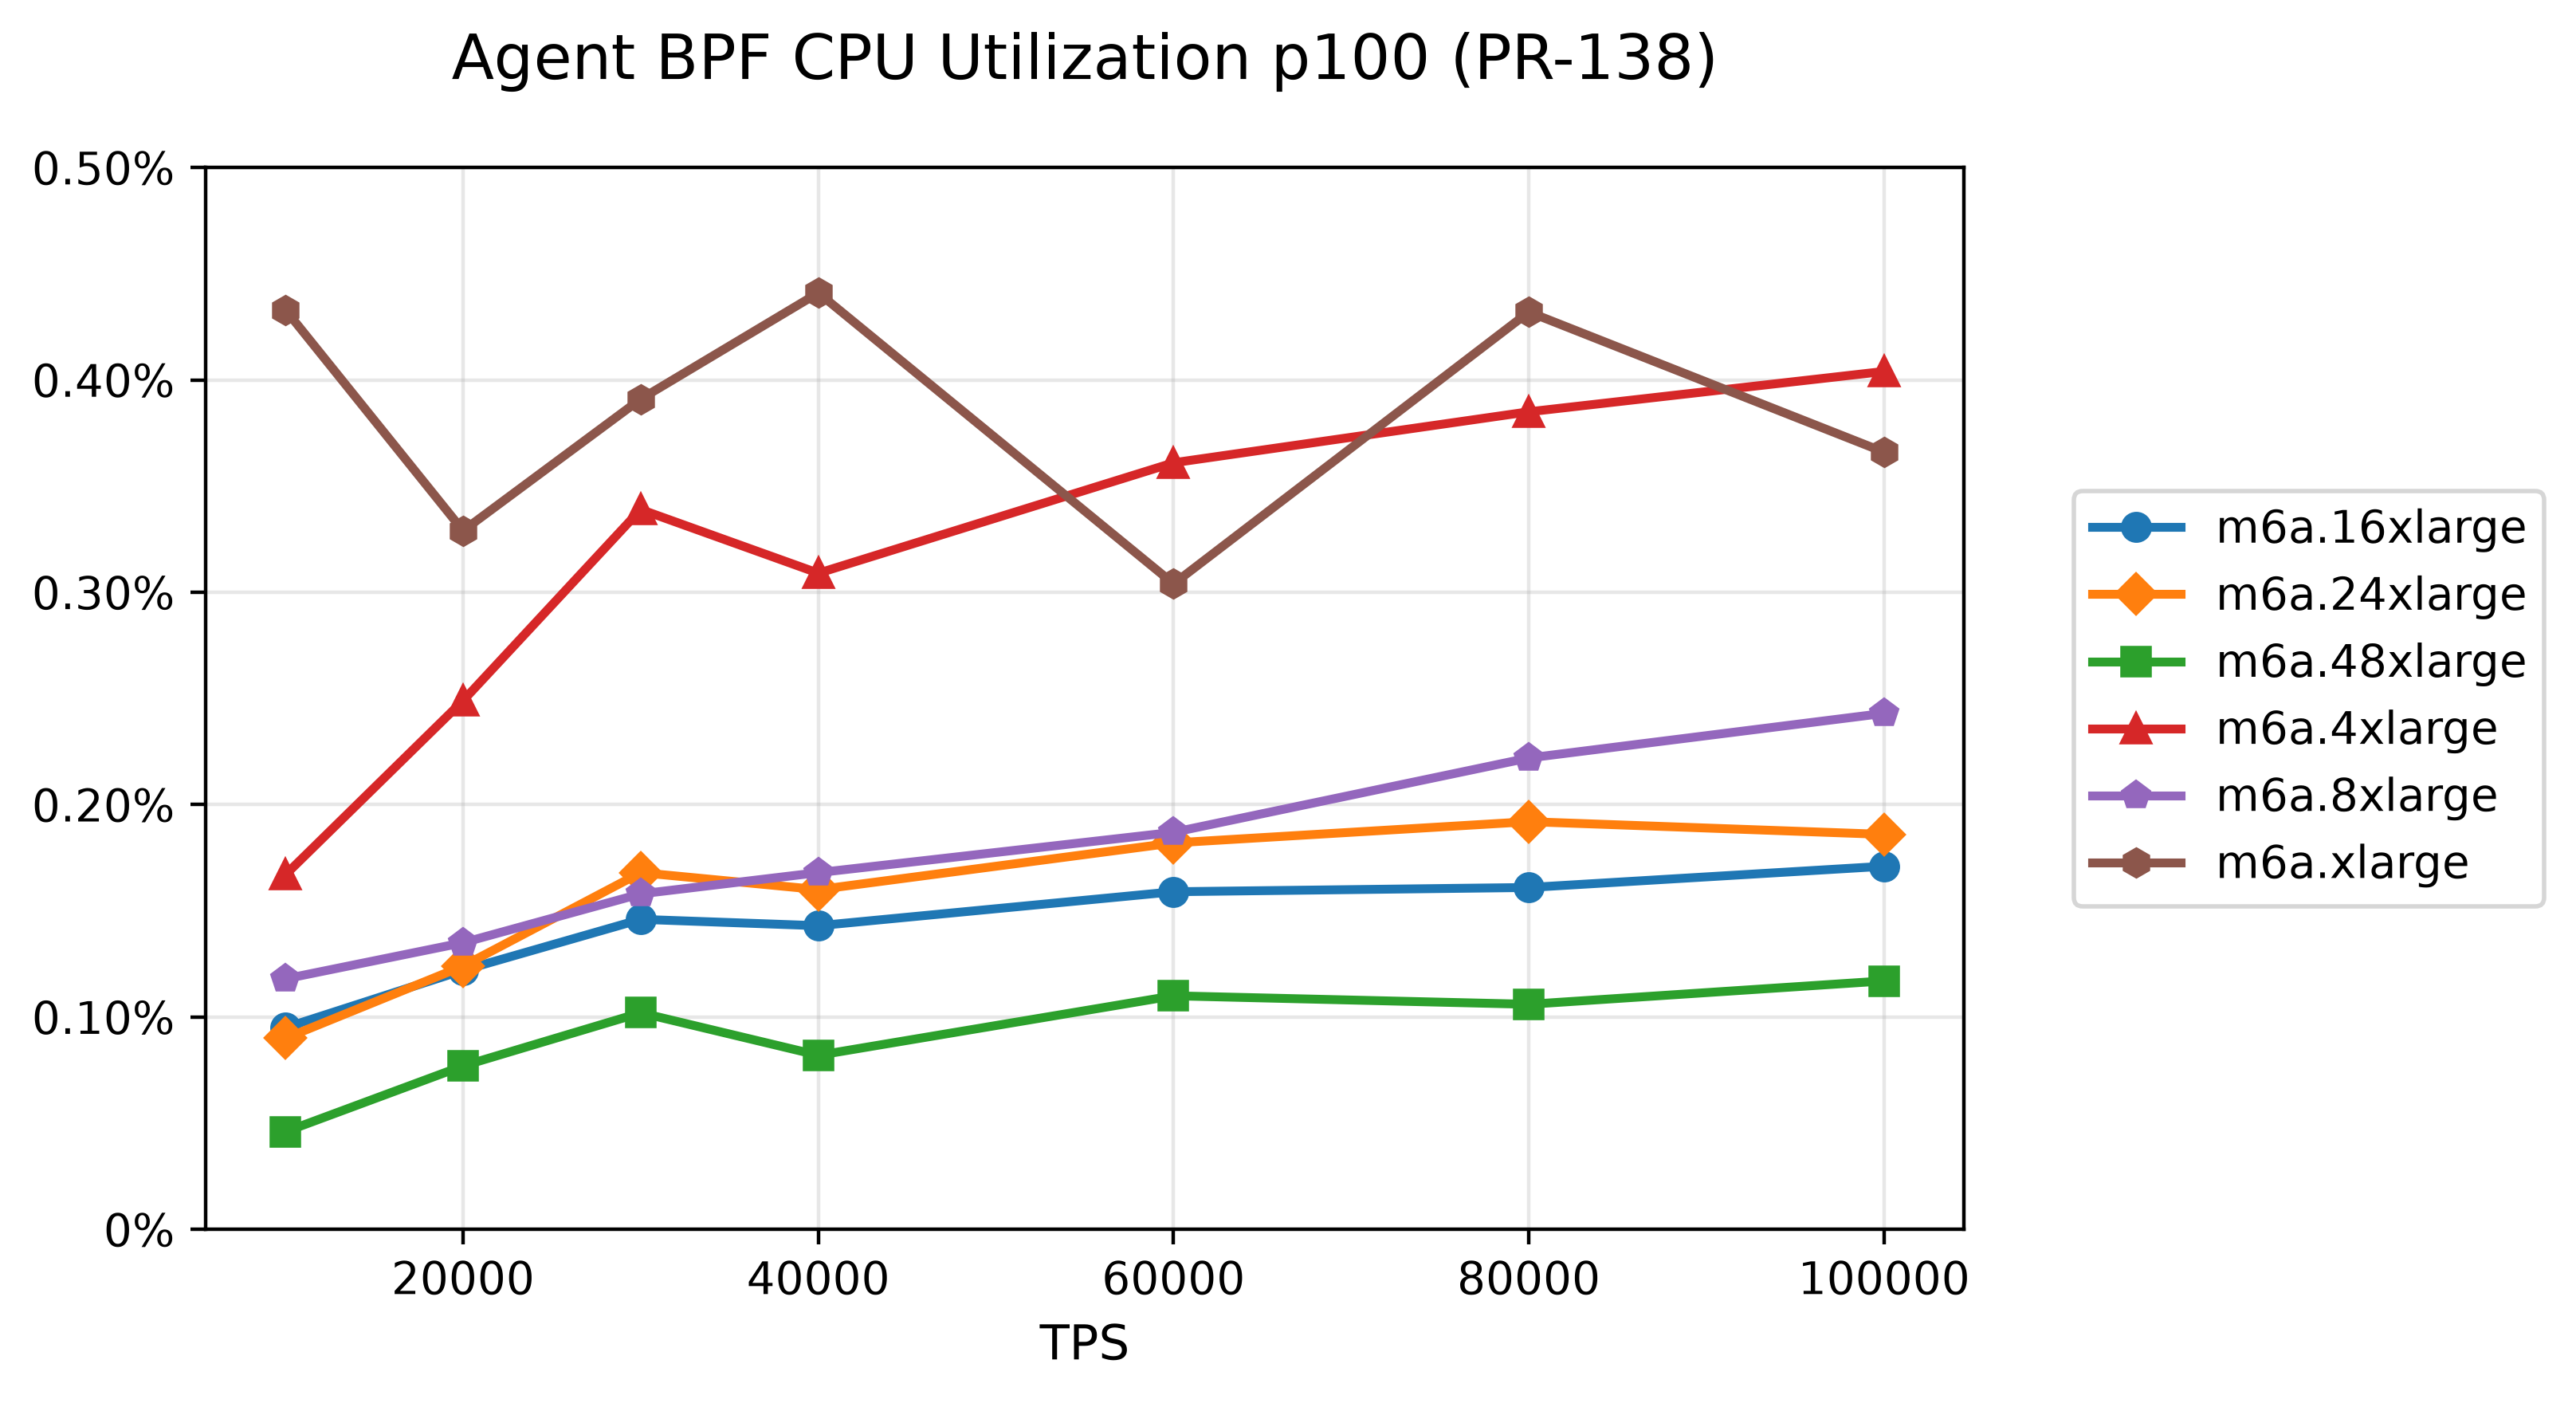 Agent BPF CPU Utilization p100 (PR-138)
0.50%
0.40%
0.30%
0.20%
0.10%
0%
20000 40000 60000 80000 100000
TPS
m6a.16xlarge
m6a.24xlarge
m6a.48xlarge
m6a.4xlarge
m6a.8xlarge
m6a.xlarge